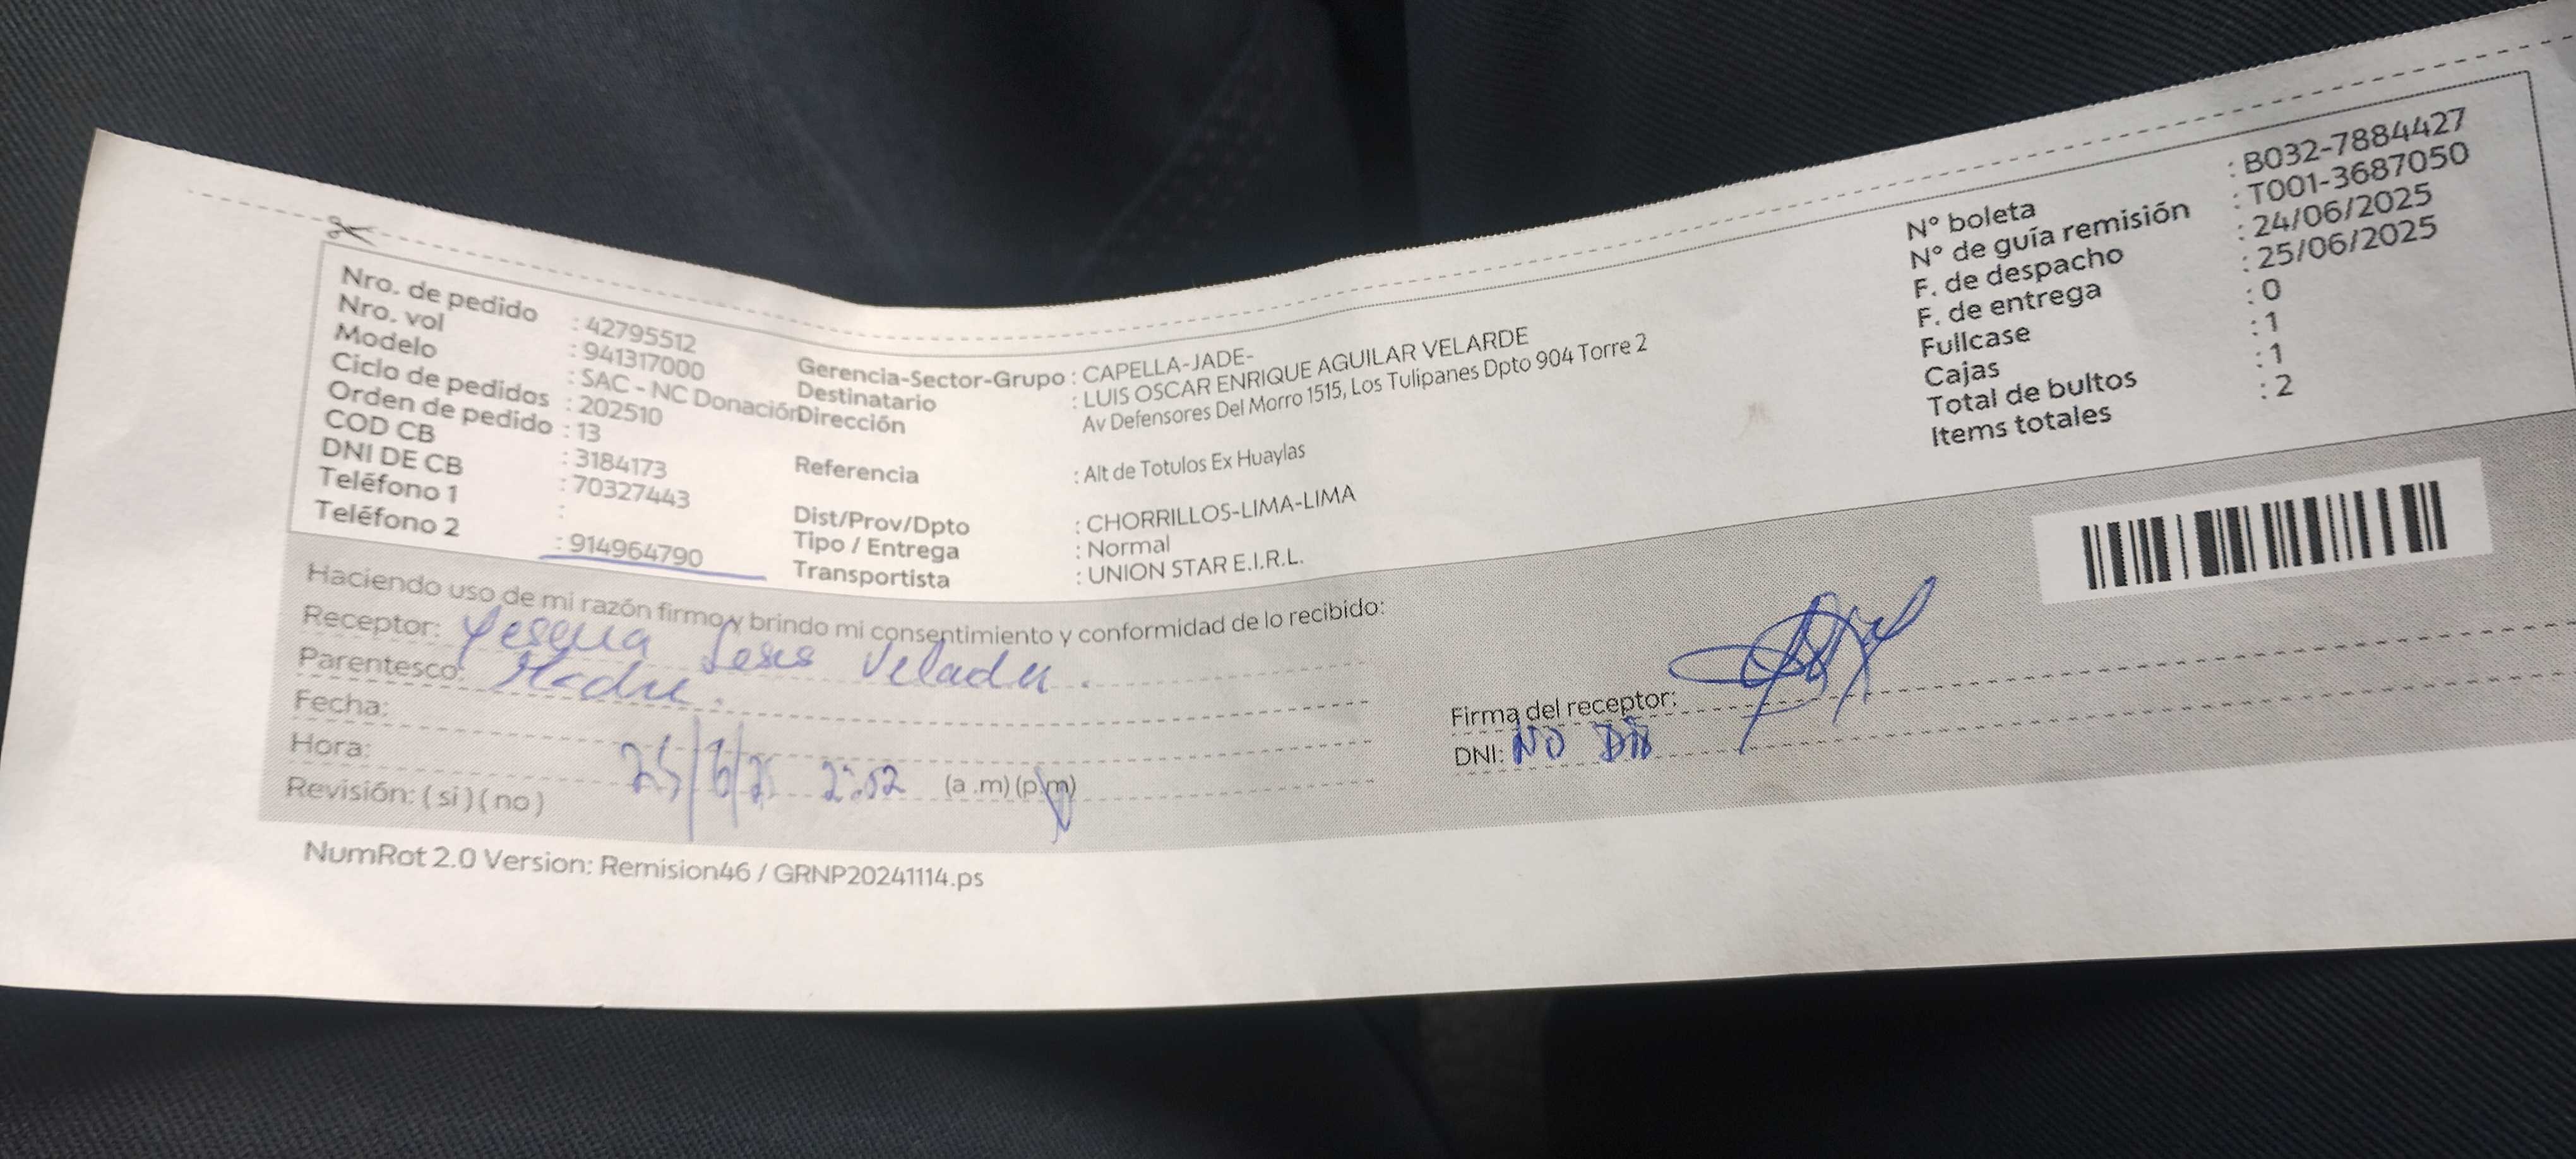 Nro. de pedido : 42795512
Nro. vol : 941317000
Modelo : SAC - NC Donación
Ciclo de pedidos : 202510
Orden de pedido : 13
COD CB : 3184173
DNI DE CB : 70327443
Teléfono 1 :
Teléfono 2 : 914964790
Gerencia-Sector-Grupo : CAPELLA-JADE-
Destinatario : LUIS OSCAR ENRIQUE AGUILAR VELARDE
Dirección Av Defensores Del Morro 1515, Los Tulipanes Dpto 904 Torre 2
Referencia : Alt de Totulos Ex Huaylas
Dist/Prov/Dpto : CHORRILLOS-LIMA-LIMA
Tipo / Entrega : Normal
Transportista : UNION STAR E.I.R.L.
N° boleta : B032-7884427
N° de guía remisión : T001-3687050
F. de despacho : 24/06/2025
F. de entrega : 25/06/2025
Fullcase : 0
Cajas : 1
Total de bultos : 1
Items totales : 2
Haciendo uso de mi razón firmo y brindo mi consentimiento y conformidad de lo recibido:
Receptor:
Parentesco: Madre.
Fecha: 25/6/25
Hora: 2:52 (a .m) (p.m)
Revisión: ( si ) ( no )
Firma del receptor:
DNI: NO
NumRot 2.0 Version: Remision46 / GRNP20241114.ps